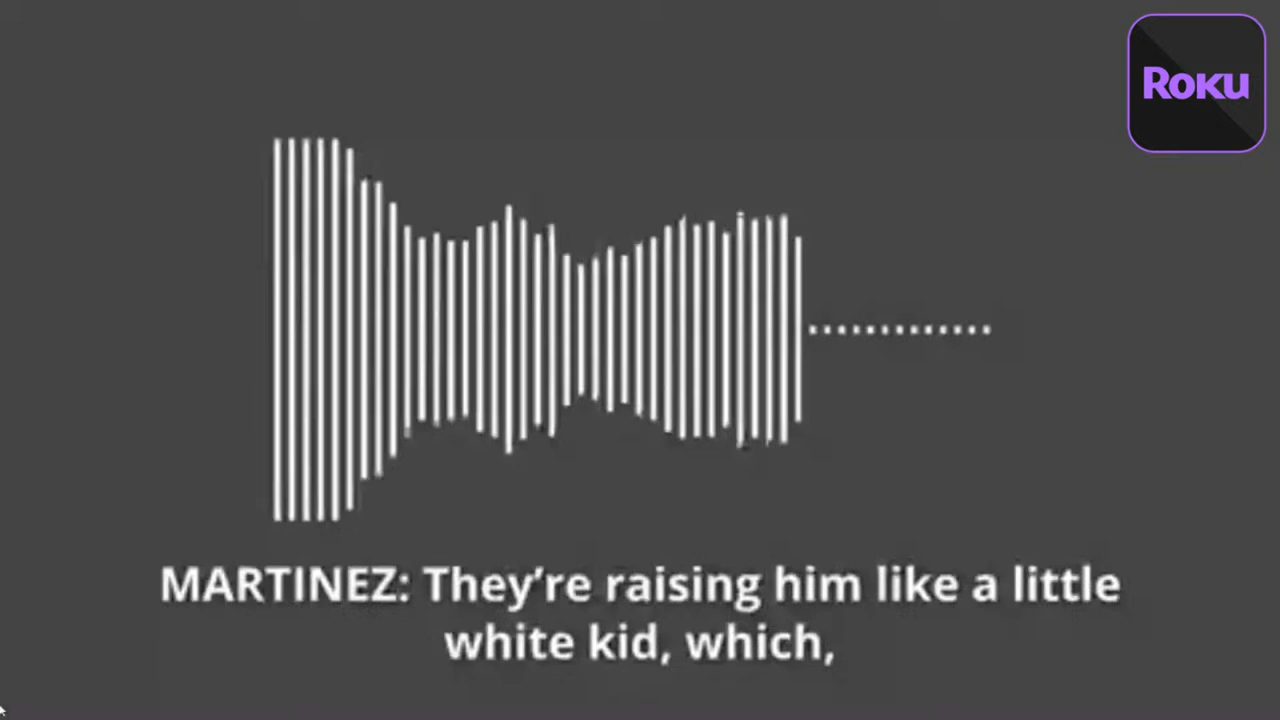 Roku
MARTINEZ: They’re raising him like a little
white kid, which,